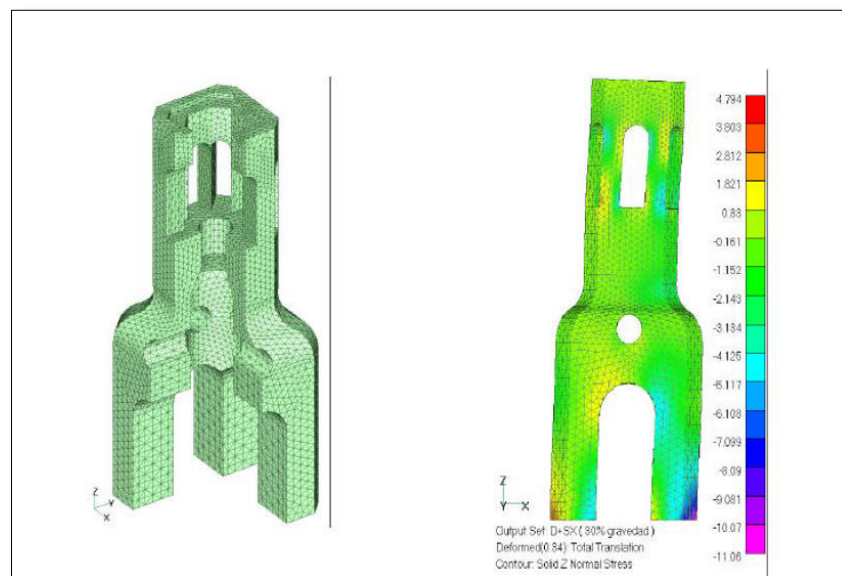 Z
Y
X
4.794
3.803
2.812
1.821
0.83
-0.161
-1.152
-2.143
-3.134
-4.125
-5.117
-6.108
-7.099
-8.09
-9.081
-10.07
-11.06
Z
Y X
Output Set: D+SX ( 30% gravedad )
Deformed(0.84): Total Translation
Contour: Solid Z Normal Stress